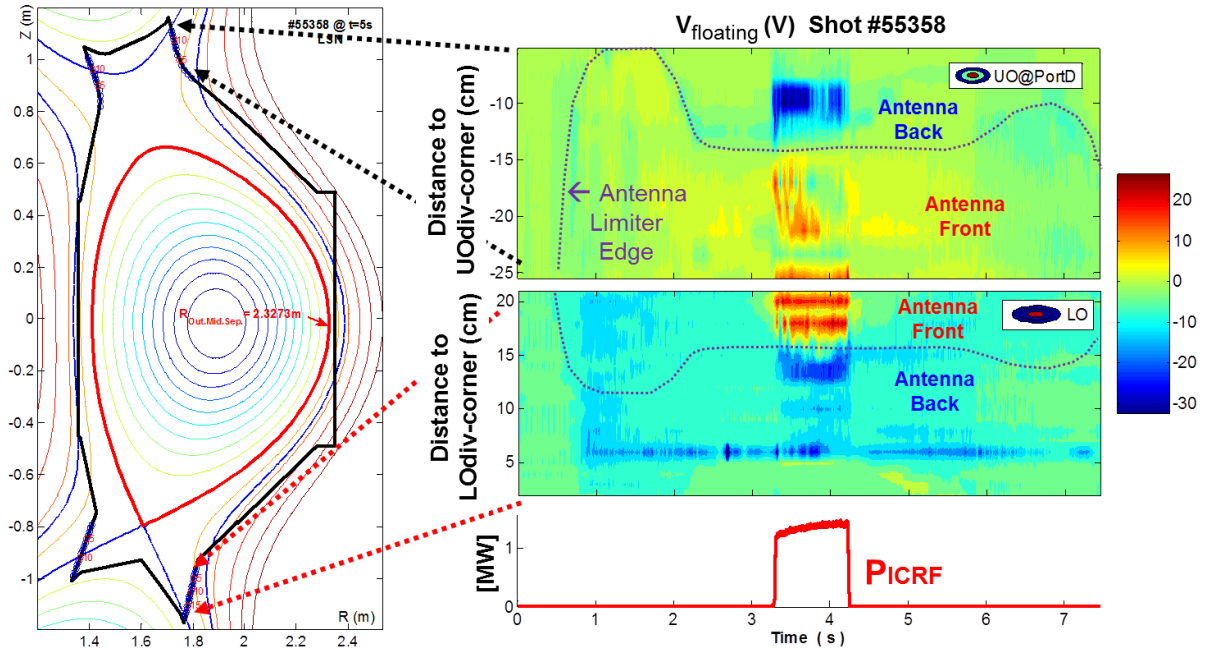 #55358 @ t=5s
LSN
Z (m)
1
0.8
0.6
0.4
0.2
0
-0.2
-0.4
-0.6
-0.8
-1
R
Out.Mid.Sep.
= 2.3273m
R (m)
1.4
1.6
1.8
2
2.2
2.4
Vfloating (V) Shot #55358
Distance to
UOdiv-corner (cm)
-10
-15
-20
-25
UO@PortD
Antenna
Back
← Antenna
Limiter
Edge
Antenna
Front
Distance to
LOdiv-corner (cm)
20
15
10
5
LO
Antenna
Front
Antenna
Back
20
10
0
-10
-20
-30
[MW]
1
0
PICRF
0
1
2
3
4
5
6
7
Time ( s )